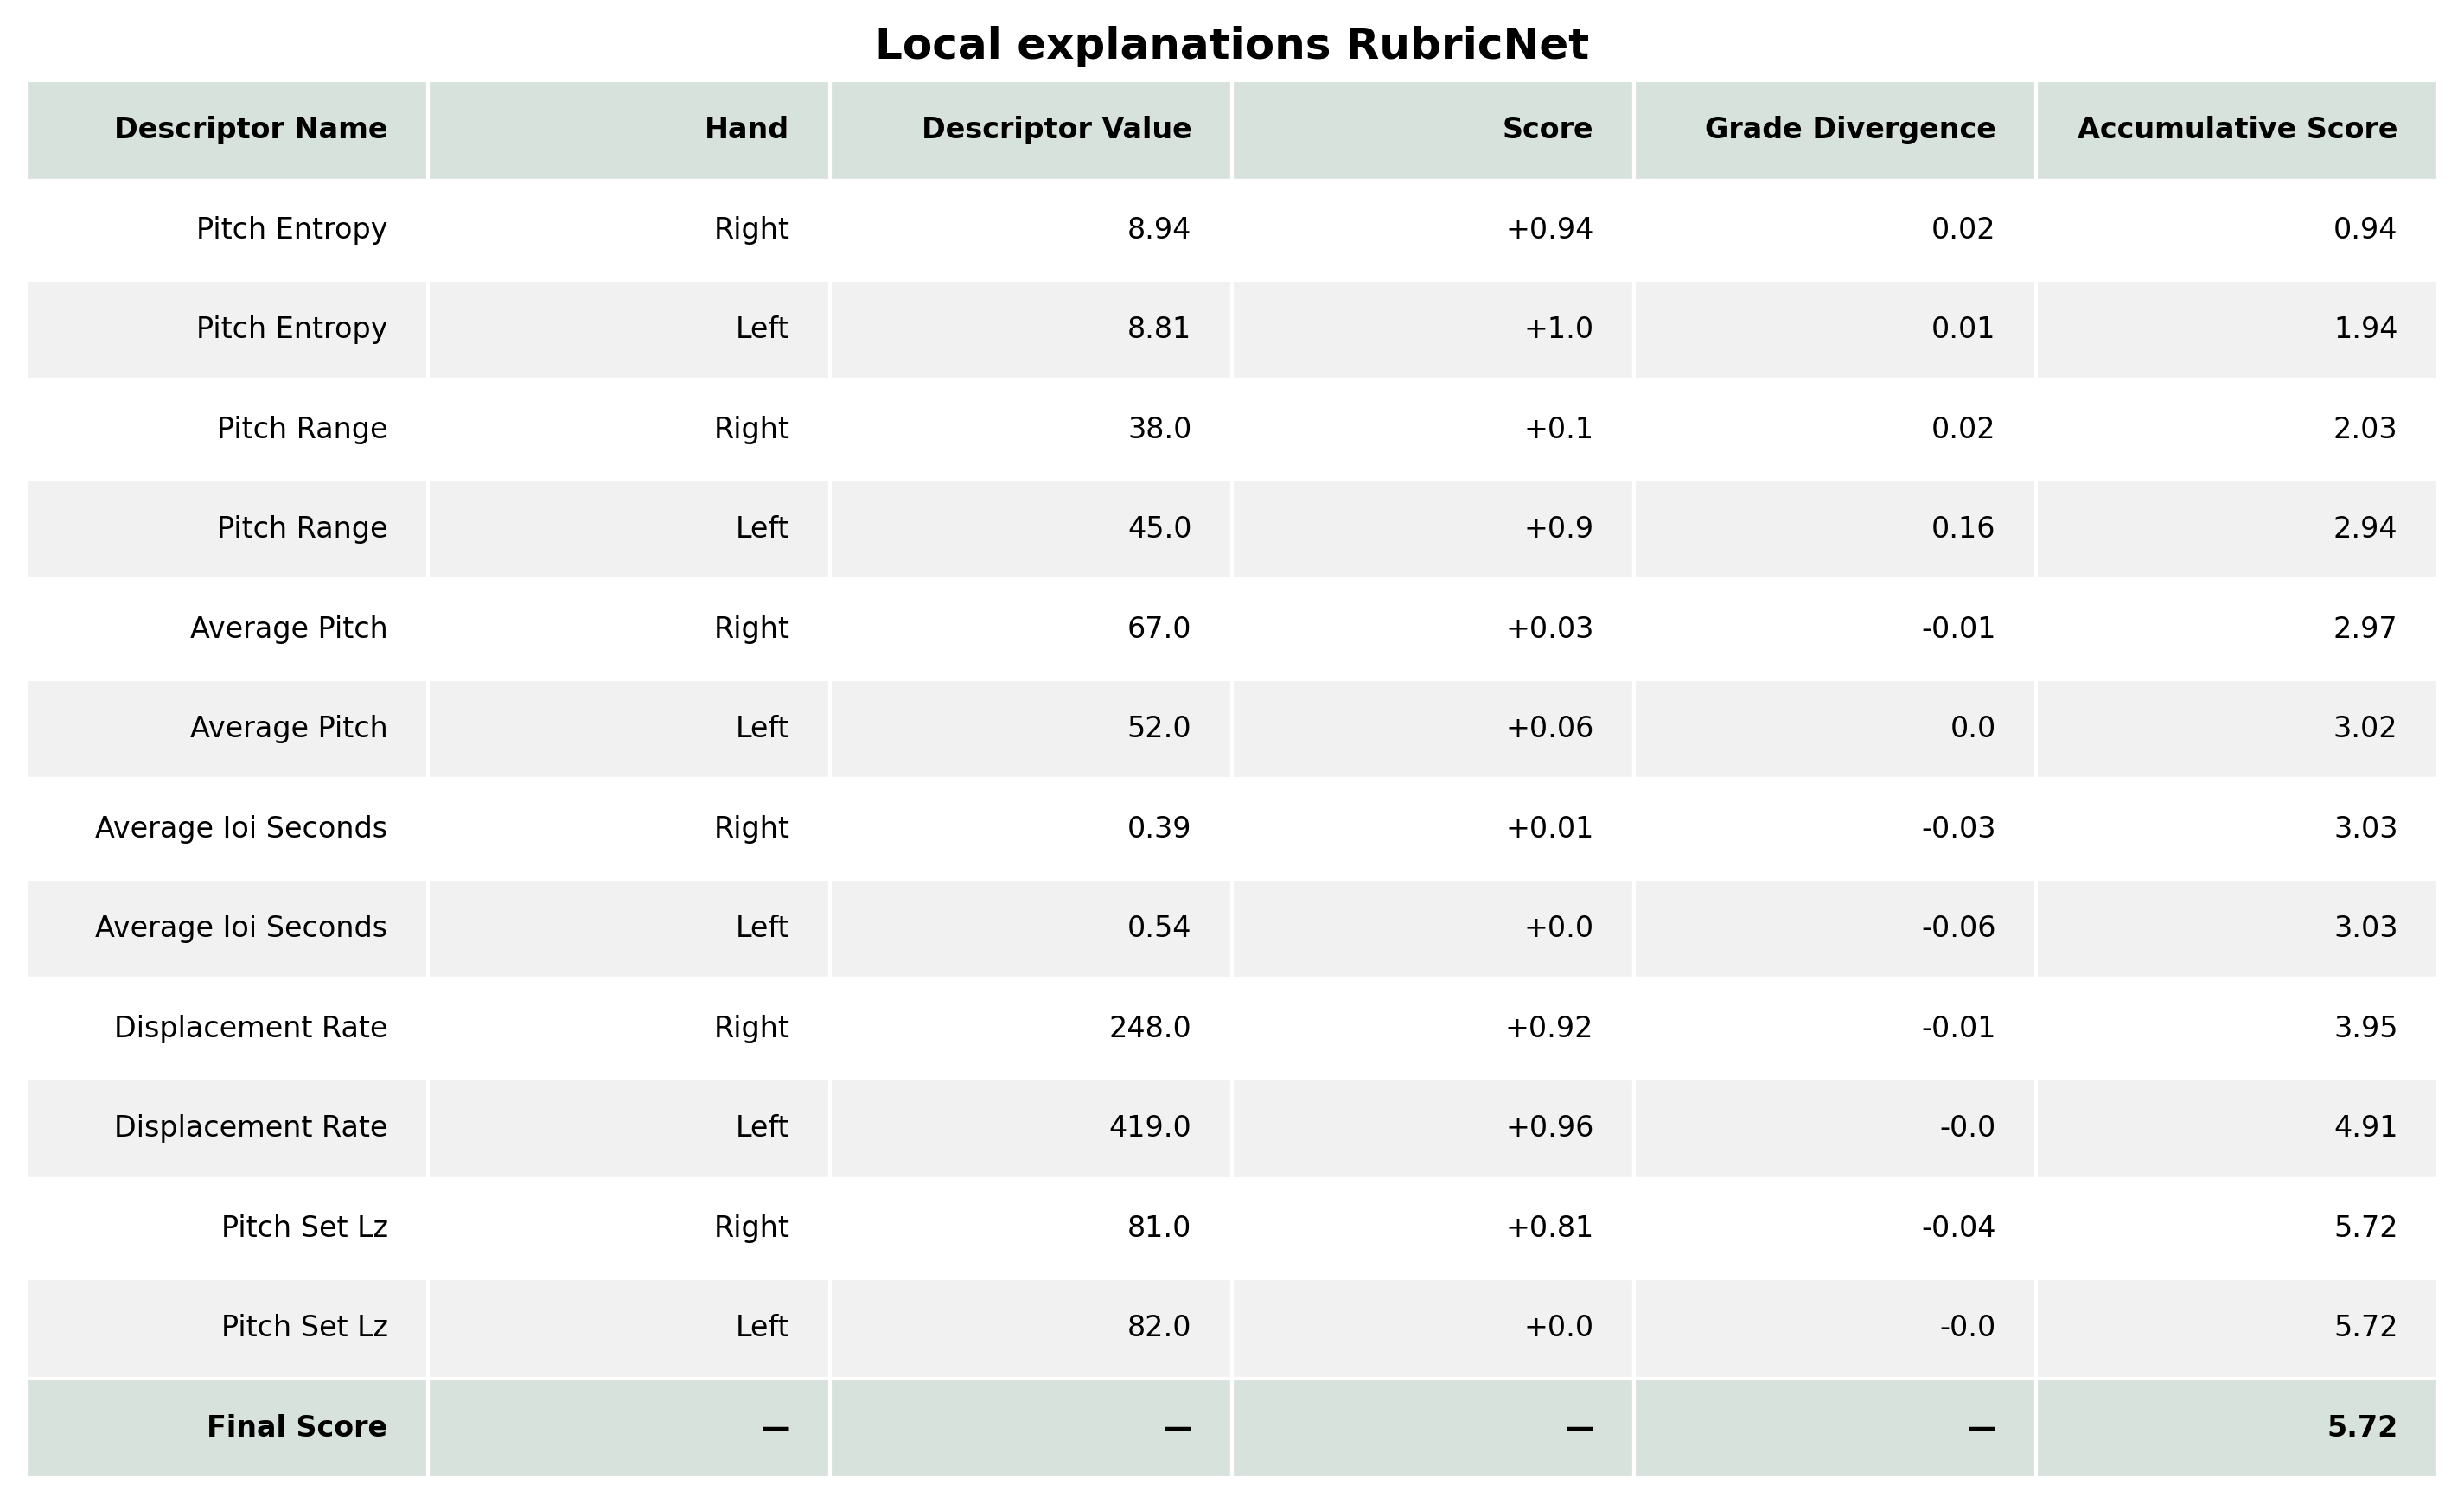 Local explanations RubricNet
Descriptor Name Hand Descriptor Value Score Grade Divergence Accumulative Score
Pitch Entropy Right 8.94 +0.94 0.02 0.94
Pitch Entropy Left 8.81 +1.0 0.01 1.94
Pitch Range Right 38.0 +0.1 0.02 2.03
Pitch Range Left 45.0 +0.9 0.16 2.94
Average Pitch Right 67.0 +0.03 -0.01 2.97
Average Pitch Left 52.0 +0.06 0.0 3.02
Average Ioi Seconds Right 0.39 +0.01 -0.03 3.03
Average Ioi Seconds Left 0.54 +0.0 -0.06 3.03
Displacement Rate Right 248.0 +0.92 -0.01 3.95
Displacement Rate Left 419.0 +0.96 -0.0 4.91
Pitch Set Lz Right 81.0 +0.81 -0.04 5.72
Pitch Set Lz Left 82.0 +0.0 -0.0 5.72
Final Score — — — — 5.72